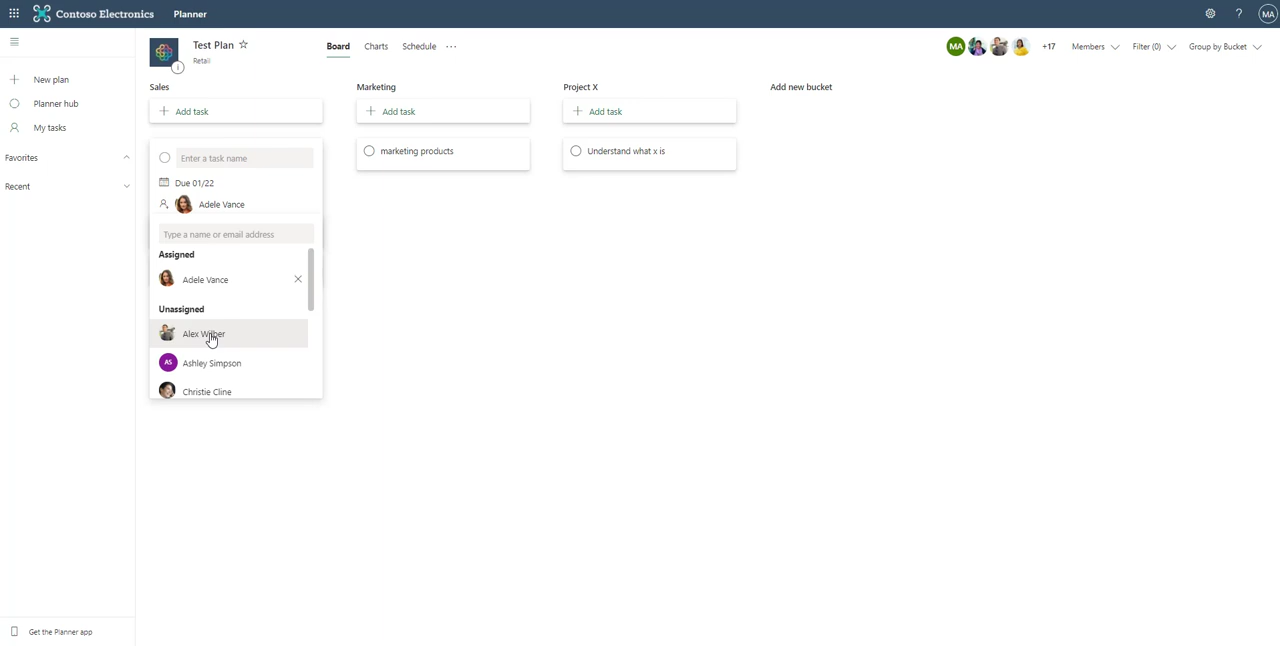 Contoso Electronics Planner ? MA
Test Plan
Retail
Board Charts Schedule ...
MA +17 Members Filter (0) Group by Bucket
New plan
Planner hub
My tasks
Favorites
Recent
Sales Marketing Project X Add new bucket
+ Add task + Add task + Add task
Enter a task name
marketing products
Understand what x is
Due 01/22
Adele Vance
Type a name or email address
Assigned
Adele Vance
Unassigned
Alex Wilber
AS Ashley Simpson
Christie Cline
Get the Planner app